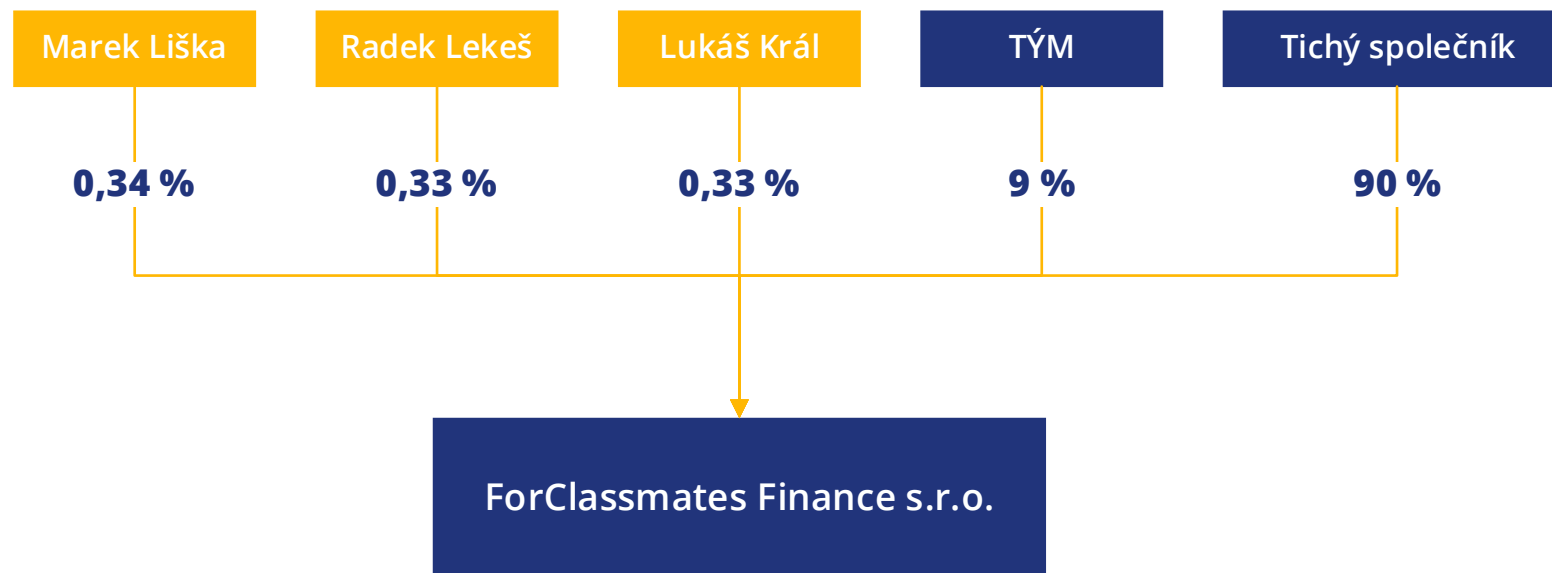 Marek Liška
Radek Lekeš
Lukáš Král
TÝM
Tichý společník
0,34 %
0,33 %
0,33 %
9 %
90 %
ForClassmates Finance s.r.o.